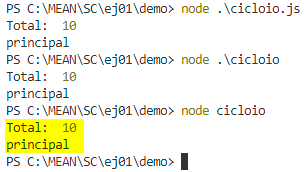 PS C:\MEAN\SC\ej01\demo> node .\cicloio.js
Total:  10
principal
PS C:\MEAN\SC\ej01\demo> node .\cicloio
Total:  10
principal
PS C:\MEAN\SC\ej01\demo> node cicloio
Total:  10
principal
PS C:\MEAN\SC\ej01\demo>